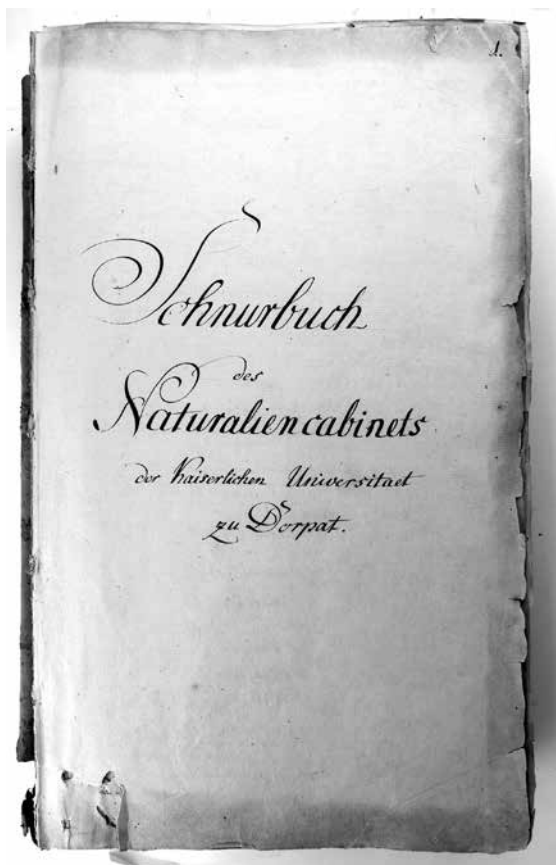 1.
Schnurbuch
des
Naturaliencabinets
der Kaiserlichen Universitaet
zu Dorpat.